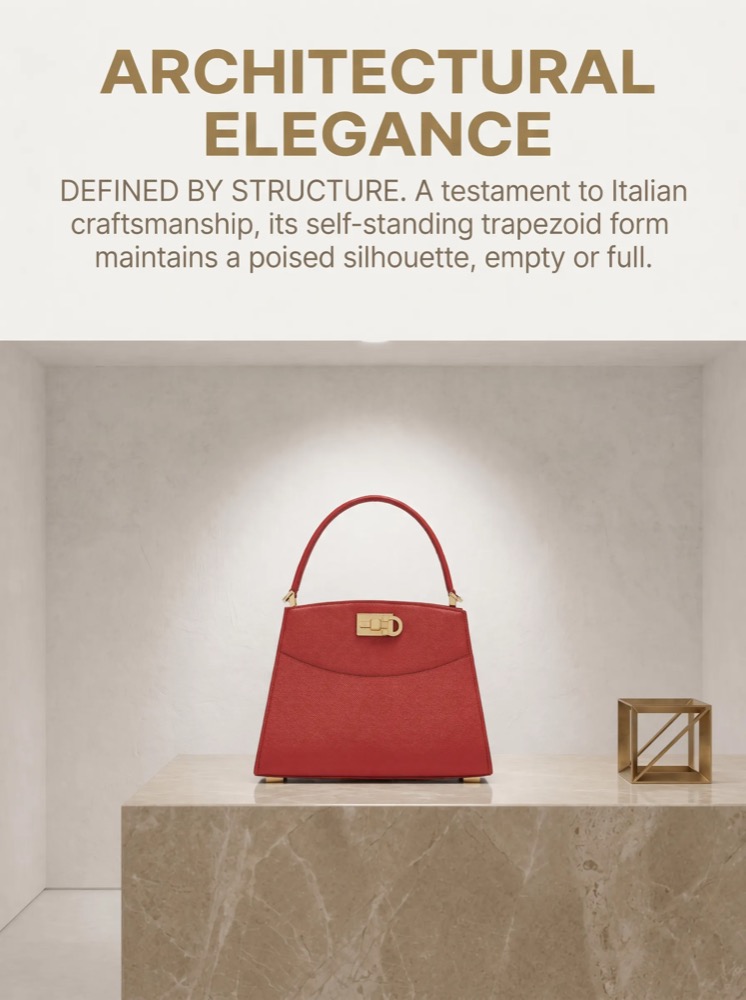 ARCHITECTURAL
ELEGANCE
DEFINED BY STRUCTURE. A testament to Italian
craftsmanship, its self-standing trapezoid form
maintains a poised silhouette, empty or full.